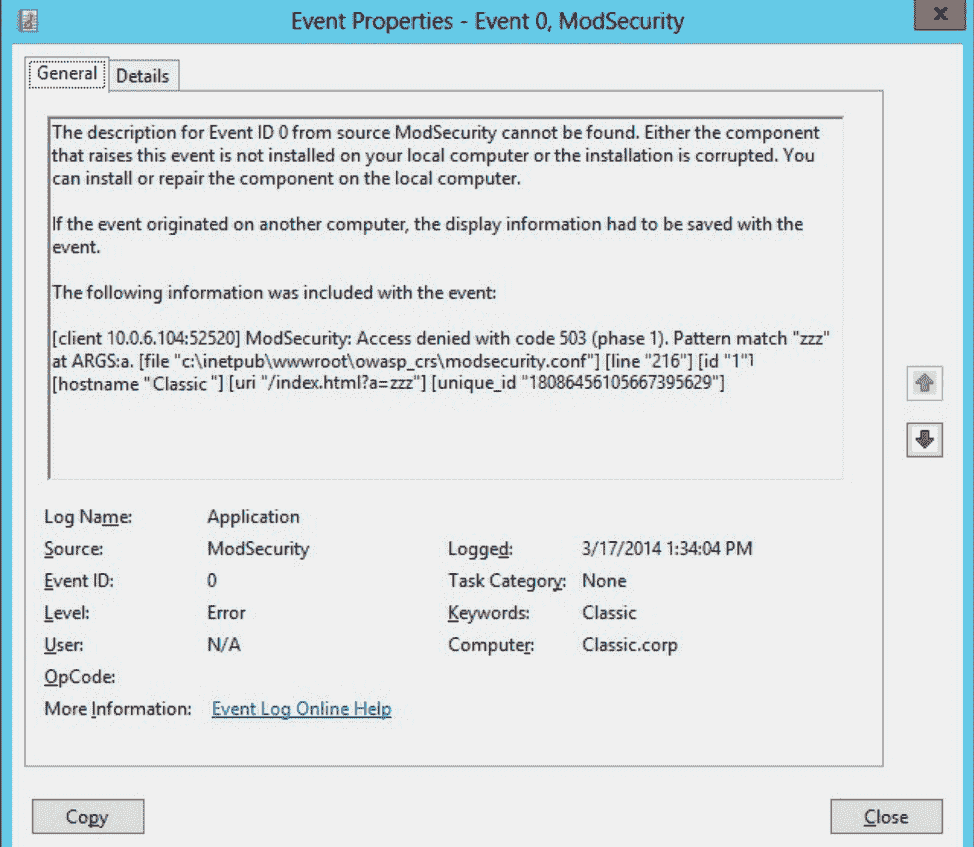 Event Properties - Event 0, ModSecurity
General
Details
The description for Event ID 0 from source ModSecurity cannot be found. Either the component
that raises this event is not installed on your local computer or the installation is corrupted. You
can install or repair the component on the local computer.
If the event originated on another computer, the display information had to be saved with the
event.
The following information was included with the event:
[client 10.0.6.104:52520] ModSecurity: Access denied with code 503 (phase 1). Pattern match "zzz"
at ARGS:a. [file "c:\inetpub\wwwroot\owasp_crs\modsecurity.conf"] [line "216"] [id "1"]
[hostname "Classic "] [uri "/index.html?a=zzz"] [unique_id "18086456105667395629"]
Log Name: Application
Source: ModSecurity Logged: 3/17/2014 1:34:04 PM
Event ID: 0 Task Category: None
Level: Error Keywords: Classic
User: N/A Computer: Classic.corp
OpCode:
More Information: Event Log Online Help
Copy Close